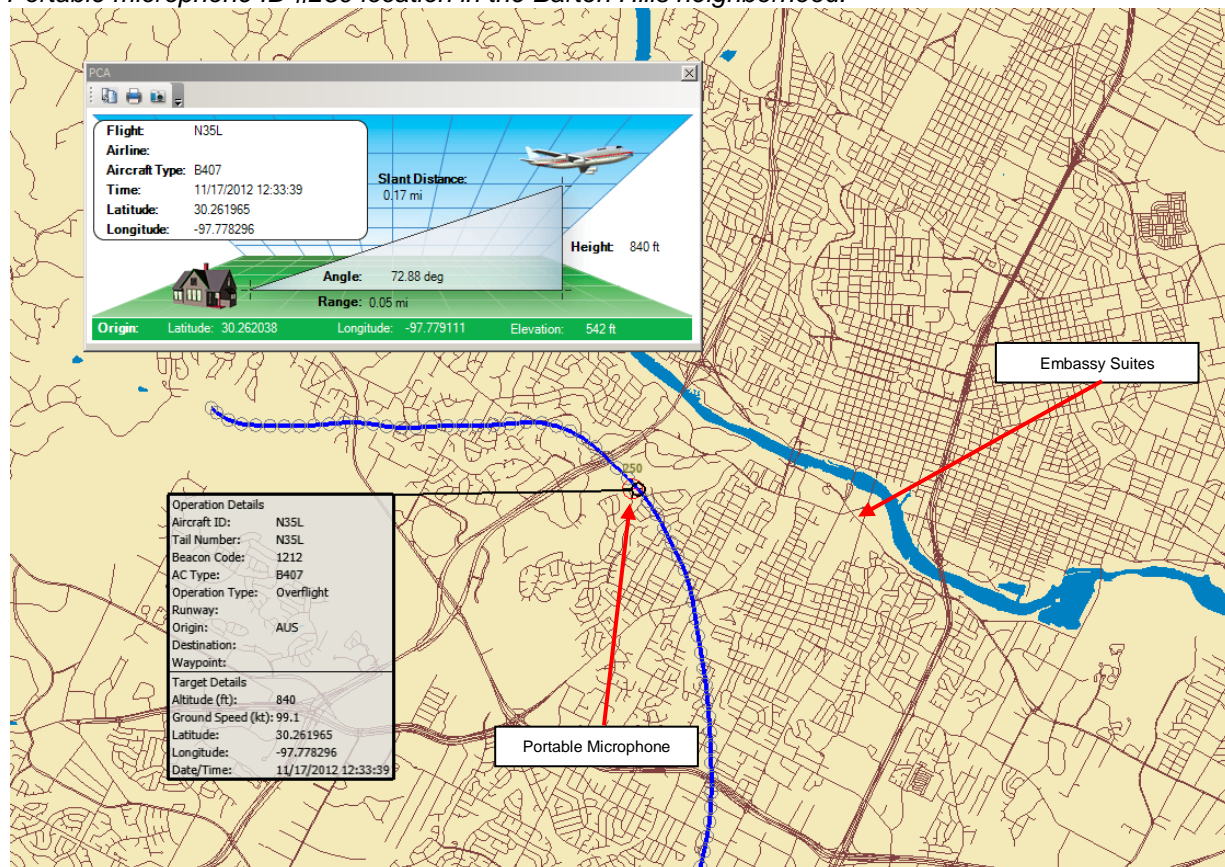 Portable microphone ID #250 location in the Barton Hills neighborhood.
PCA
Flight: N35L
Airline:
Aircraft Type: B407
Time: 11/17/2012 12:33:39
Latitude: 30.261965
Longitude: -97.778296
Slant Distance:
0.17 mi
Height: 840 ft
Angle: 72.88 deg
Range: 0.05 mi
Origin: Latitude: 30.262038 Longitude: -97.779111 Elevation: 542 ft
Embassy Suites
250
Operation Details
Aircraft ID: N35L
Tail Number: N35L
Beacon Code: 1212
AC Type: B407
Operation Type: Overflight
Runway:
Origin: AUS
Destination:
Waypoint:
Target Details
Altitude (ft): 840
Ground Speed (kt): 99.1
Latitude: 30.261965
Longitude: -97.778296
Date/Time: 11/17/2012 12:33:39
Portable Microphone